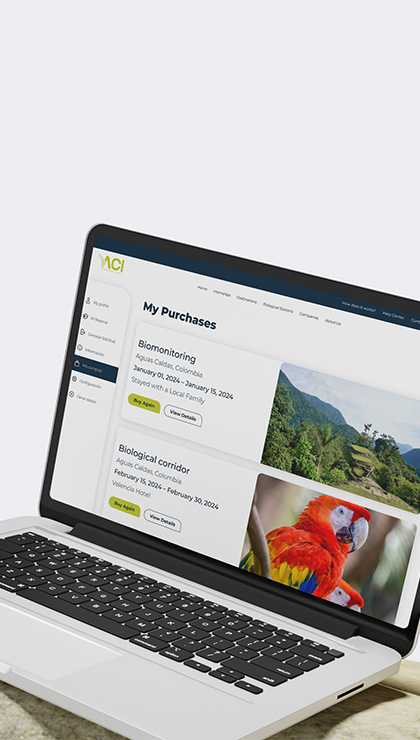 ACI
How does it works?
Help Center
Home
Internships
Destinations
Biological Stations
Companies
About Us
My profile
Mi Reserva
Cancelar Solicitud
Información
Mis compras
Configuración
Cerrar sesión
My Purchases
Biomonitoring
Aguas Caldas, Colombia.
January 01, 2024 – January 15, 2024
Stayed with a Local Family
Buy Again
View Details
Biological corridor
Aguas Caldas, Colombia.
February 15, 2024 – February 30, 2024
Valencia Hotel
Buy Again
View Details